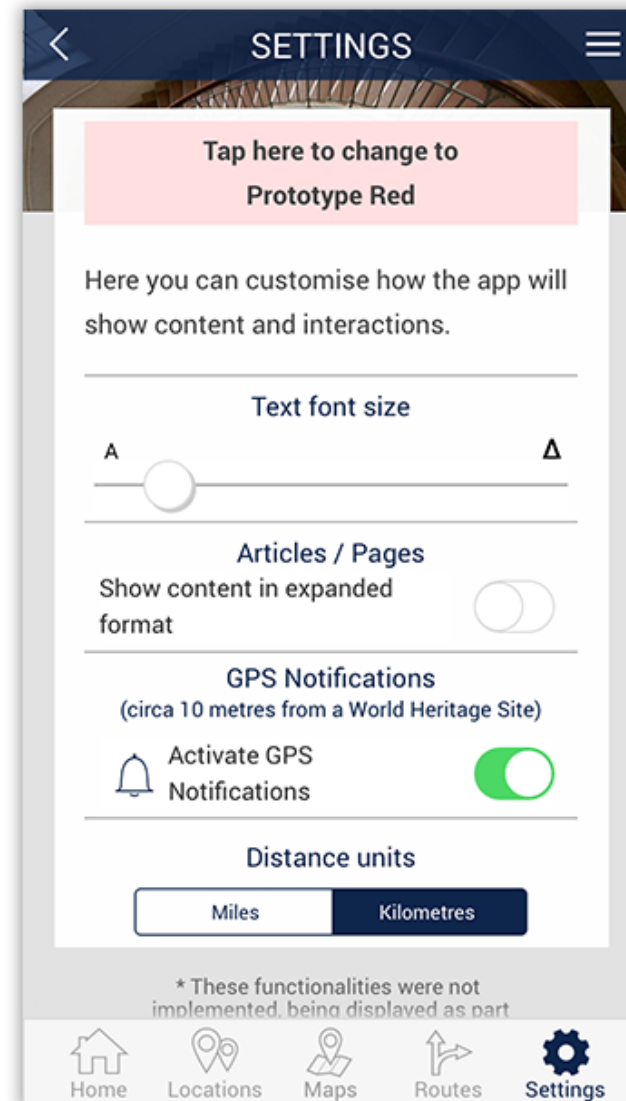 SETTINGS
Tap here to change to
Prototype Red
Here you can customise how the app will
show content and interactions.
Text font size
A
Articles / Pages
Show content in expanded
format
GPS Notifications
(circa 10 metres from a World Heritage Site)
Activate GPS
Notifications
Distance units
Miles Kilometres
* These functionalities were not
implemented, being displayed as part
Home Locations Maps Routes Settings